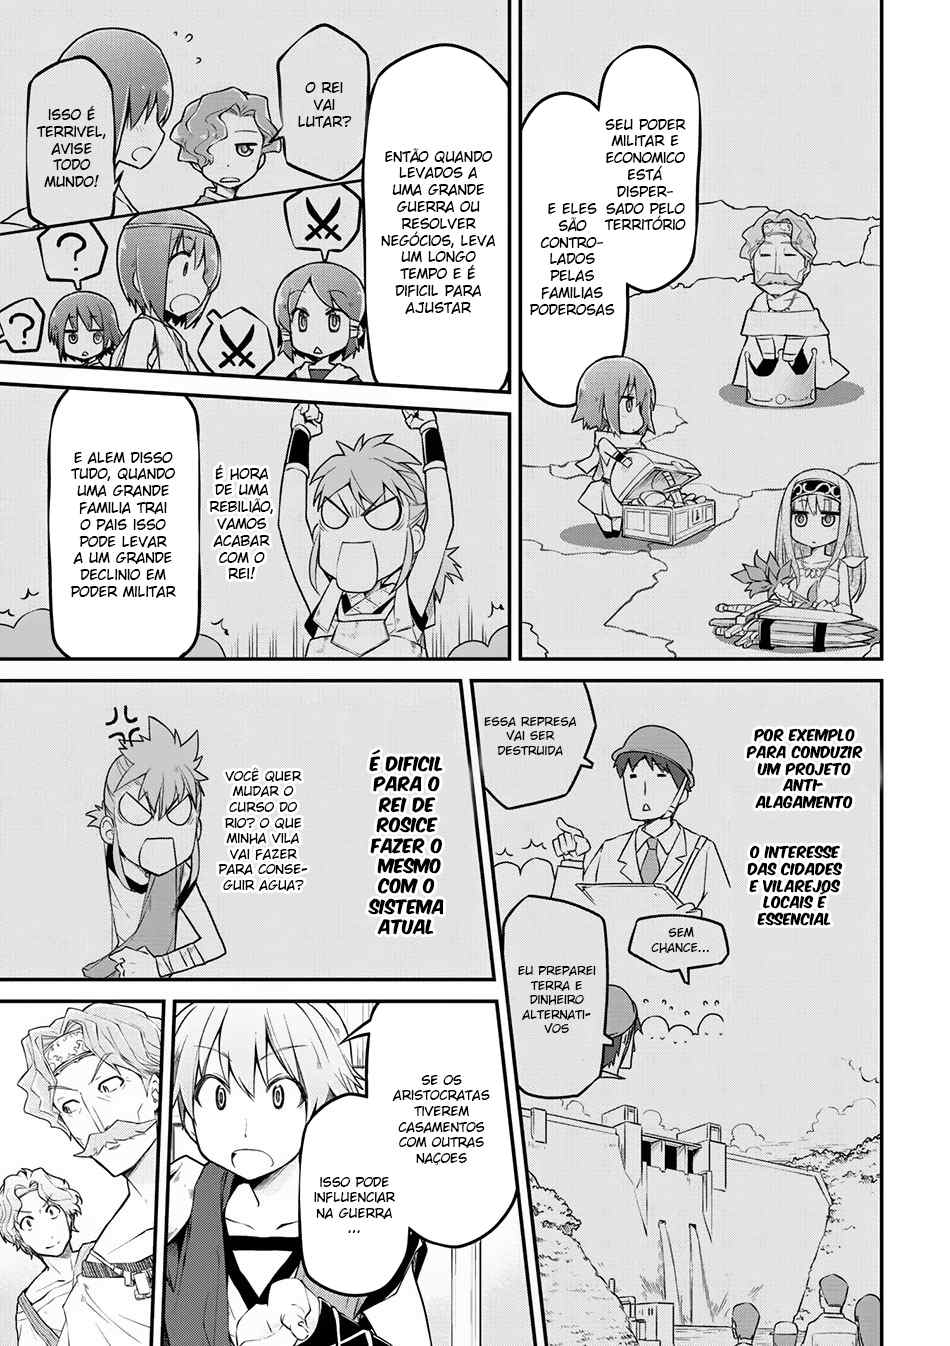 SEU PODER
MILITAR E
ECONOMICO
ESTÁ
DISPER-
SADO PELO
TERRITÓRIO
E ELES
SÃO
CONTRO-
LADOS
PELAS
FAMILIAS
PODEROSAS
ENTÃO QUANDO
LEVADOS A
UMA GRANDE
GUERRA OU
RESOLVER
NEGÓCIOS, LEVA
UM LONGO
TEMPO E É
DIFICIL PARA
AJUSTAR
O REI
VAI
LUTAR?
ISSO É
TERRIVEL,
AVISE
TODO
MUNDO!
?
?
É HORA
DE UMA
REBILIÃO,
VAMOS
ACABAR
COM O
REI!
E ALEM DISSO
TUDO, QUANDO
UMA GRANDE
FAMILIA TRAI
O PAIS ISSO
PODE LEVAR
A UM GRANDE
DECLINIO EM
PODER MILITAR
POR EXEMPLO
PARA CONDUZIR
UM PROJETO
ANTI-
ALAGAMENTO
O INTERESSE
DAS CIDADES
E VILAREJOS
LOCAIS É
ESSENCIAL
ESSA REPRESA
VAI SER
DESTRUIDA
SEM
CHANCE...
EU PREPAREI
TERRA E
DINHEIRO
ALTERNATI-
VOS
É DIFICIL
PARA O
REI DE
ROSICE
FAZER O
MESMO
COM O
SISTEMA
ATUAL
VOCÊ QUER
MUDAR O
CURSO DO
RIO? O QUE
MINHA VILA
VAI FAZER
PARA CONSE-
GUIR AGUA?
SE OS
ARISTOCRATAS
TIVEREM
CASAMENTOS
COM OUTRAS
NAÇOES
ISSO PODE
INFLUENCIAR
NA GUERRA
...